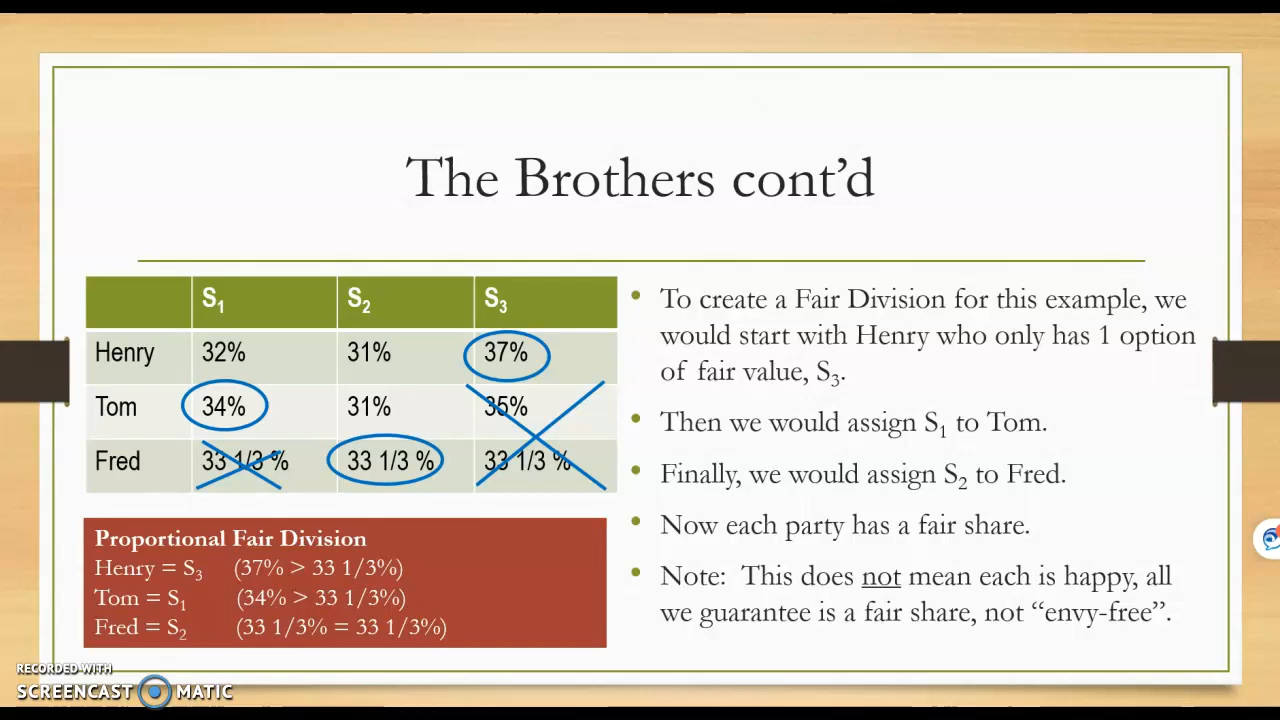 The Brothers cont'd
S₁ S₂ S₃
Henry 32% 31% 37%
Tom 34% 31% 35%
Fred 33 1/3 % 33 1/3 % 33 1/3 %
Proportional Fair Division
Henry = S₃ (37% > 33 1/3%)
Tom = S₁ (34% > 33 1/3%)
Fred = S₂ (33 1/3% = 33 1/3%)
• To create a Fair Division for this example, we
would start with Henry who only has 1 option
of fair value, S₃.
• Then we would assign S₁ to Tom.
• Finally, we would assign S₂ to Fred.
• Now each party has a fair share.
• Note: This does not mean each is happy, all
we guarantee is a fair share, not “envy-free”.
RECORDED WITH
SCREENCAST MATIC